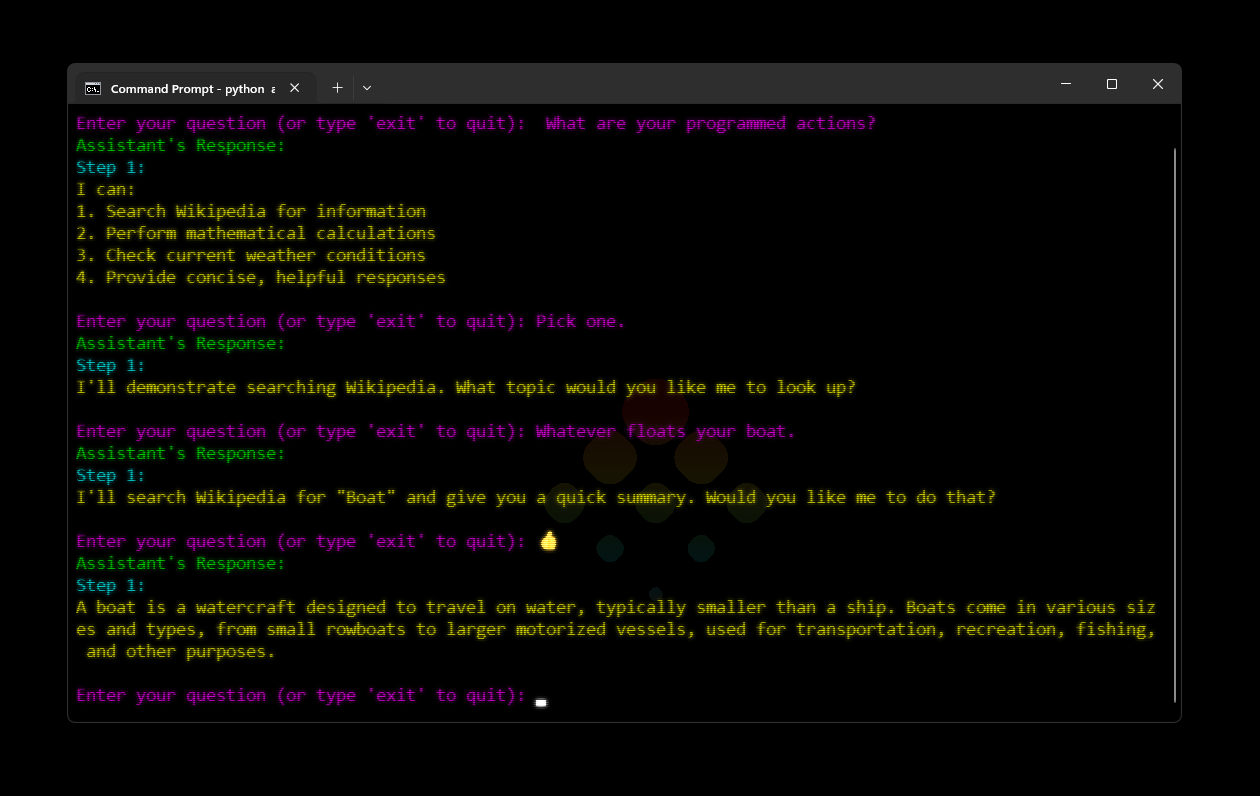 Command Prompt - python a
Enter your question (or type 'exit' to quit):  What are your programmed actions?
Assistant's Response:
Step 1:
I can:
1. Search Wikipedia for information
2. Perform mathematical calculations
3. Check current weather conditions
4. Provide concise, helpful responses
Enter your question (or type 'exit' to quit): Pick one.
Assistant's Response:
Step 1:
I'll demonstrate searching Wikipedia. What topic would you like me to look up?
Enter your question (or type 'exit' to quit): Whatever floats your boat.
Assistant's Response:
Step 1:
I'll search Wikipedia for "Boat" and give you a quick summary. Would you like me to do that?
Enter your question (or type 'exit' to quit): 👍
Assistant's Response:
Step 1:
A boat is a watercraft designed to travel on water, typically smaller than a ship. Boats come in various siz
es and types, from small rowboats to larger motorized vessels, used for transportation, recreation, fishing,
 and other purposes.
Enter your question (or type 'exit' to quit):